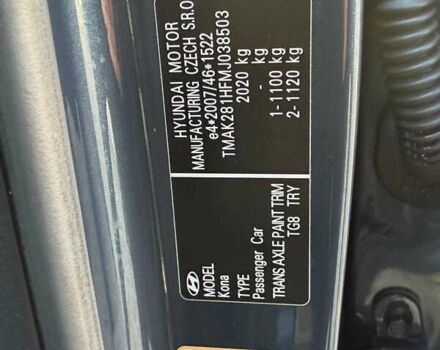 HYUNDAI MOTOR
MANUFACTURING CZECH S.R.O
e4*2007/46*1522
TMAK281HFMJ038503
2020 kg
- kg
1-1100 kg
2-1120 kg
MODEL
Kona
TYPE
Passenger Car
TRANS AXLE PAINT TRIM
TG8 TRY